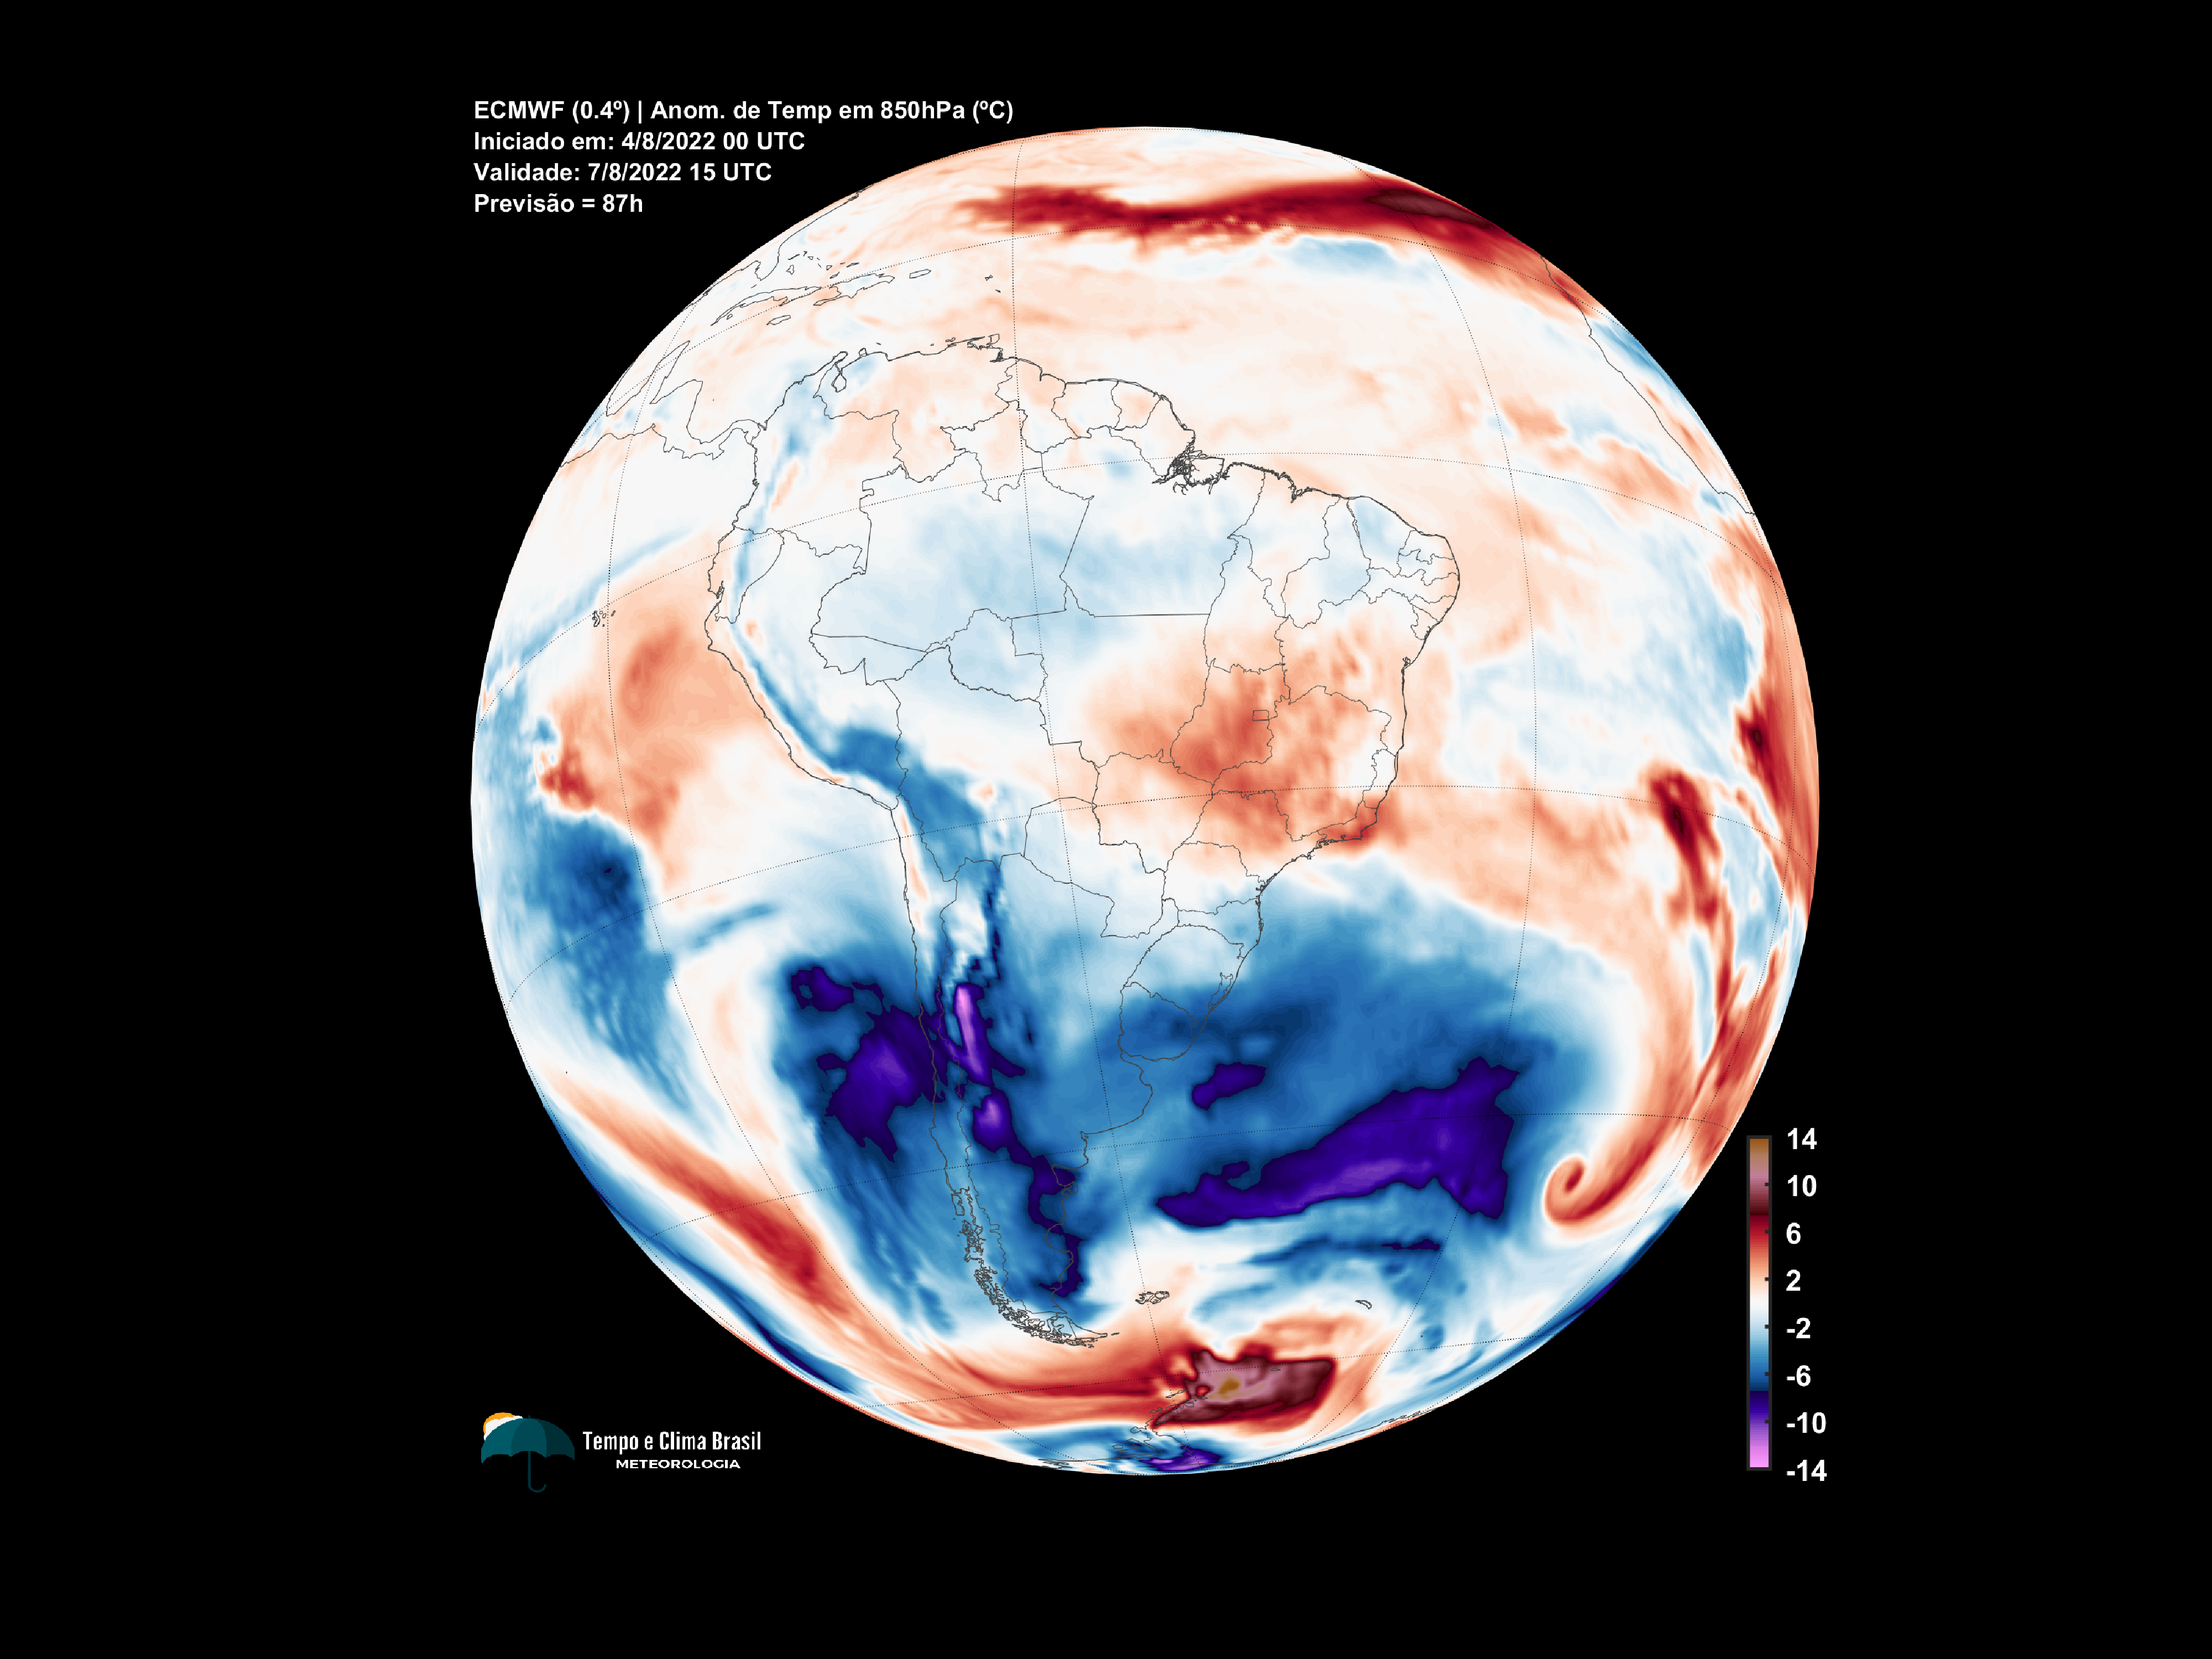 ECMWF (0.4º) | Anom. de Temp em 850hPa (ºC)
Iniciado em: 4/8/2022 00 UTC
Validade: 7/8/2022 15 UTC
Previsão = 87h
14
10
6
2
-2
-6
-10
-14
Tempo e Clima Brasil
METEOROLOGIA